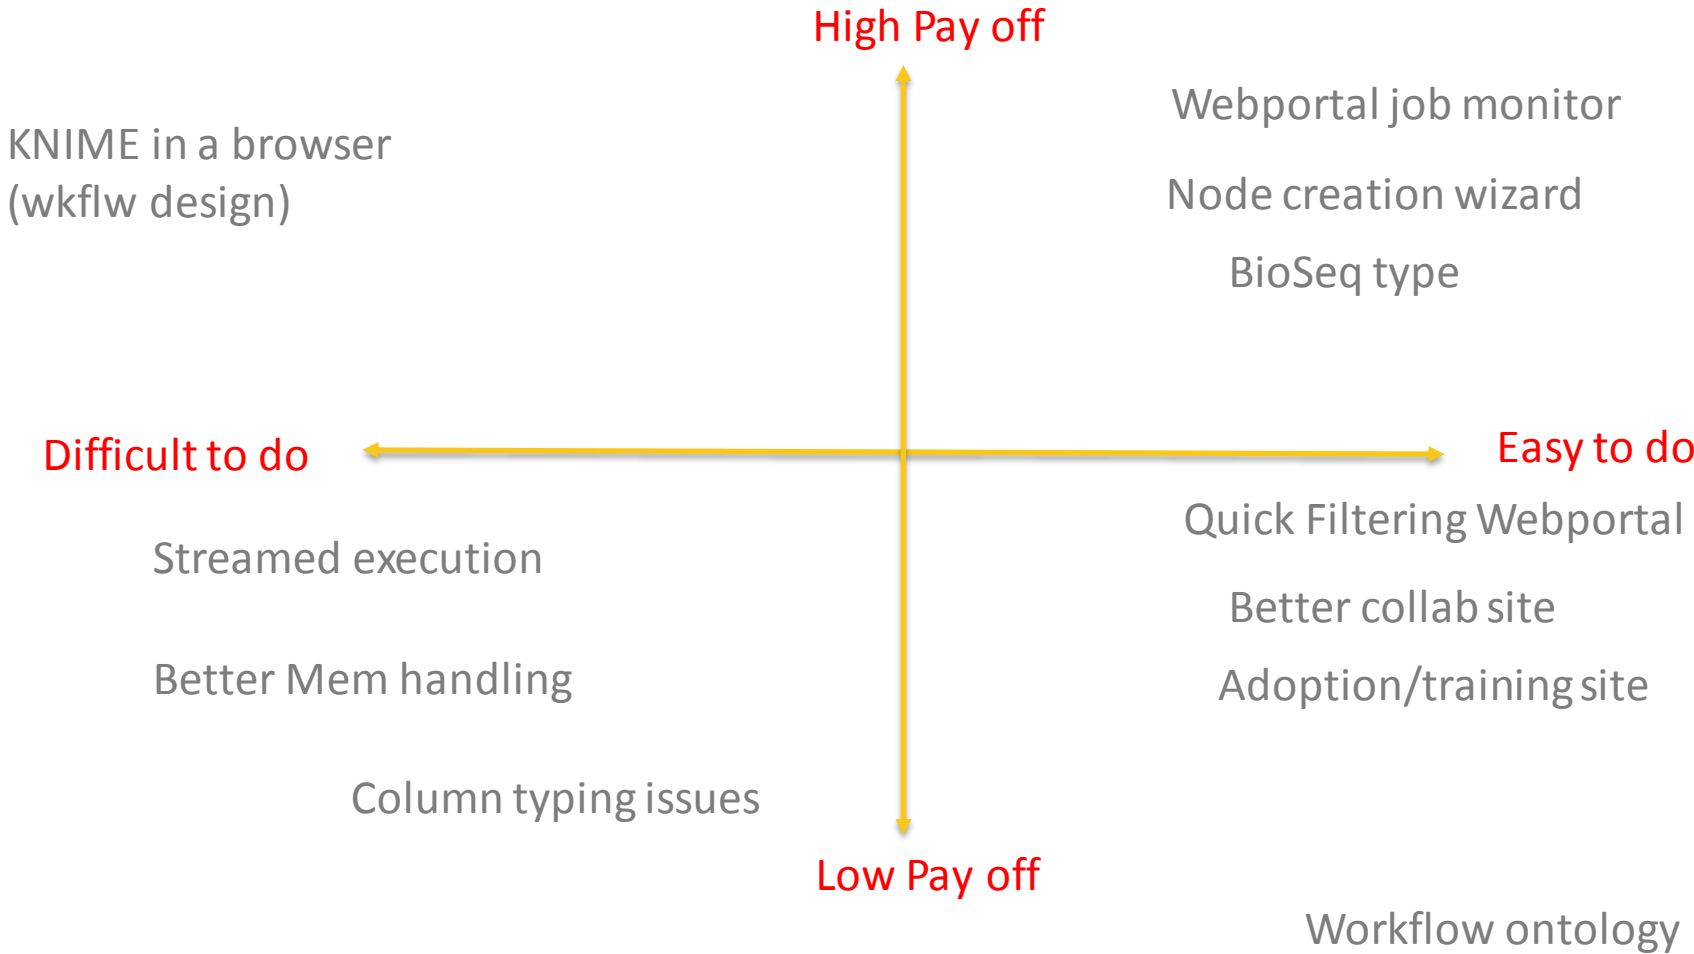 High Pay off
Webportal job monitor
KNIME in a browser
(wkflw design)
Node creation wizard
BioSeq type
Difficult to do
Easy to do
Quick Filtering Webportal
Streamed execution
Better collab site
Better Mem handling
Adoption/training site
Column typing issues
Low Pay off
Workflow ontology